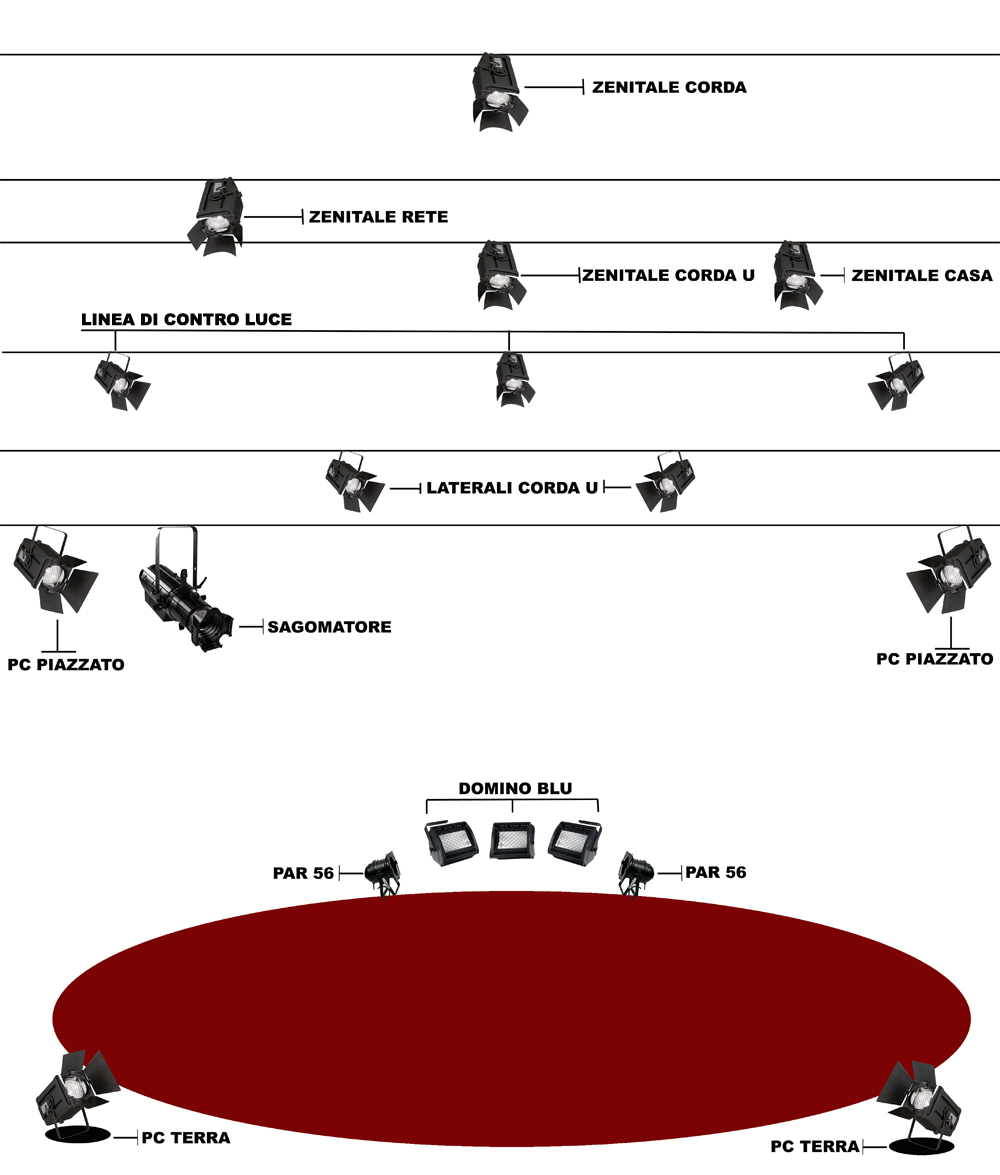 ZENITALE CORDA
ZENITALE RETE
ZENITALE CORDA U
ZENITALE CASA
LINEA DI CONTRO LUCE
LATERALI CORDA U
SAGOMATORE
PC PIAZZATO
PC PIAZZATO
DOMINO BLU
PAR 56
PAR 56
PC TERRA
PC TERRA